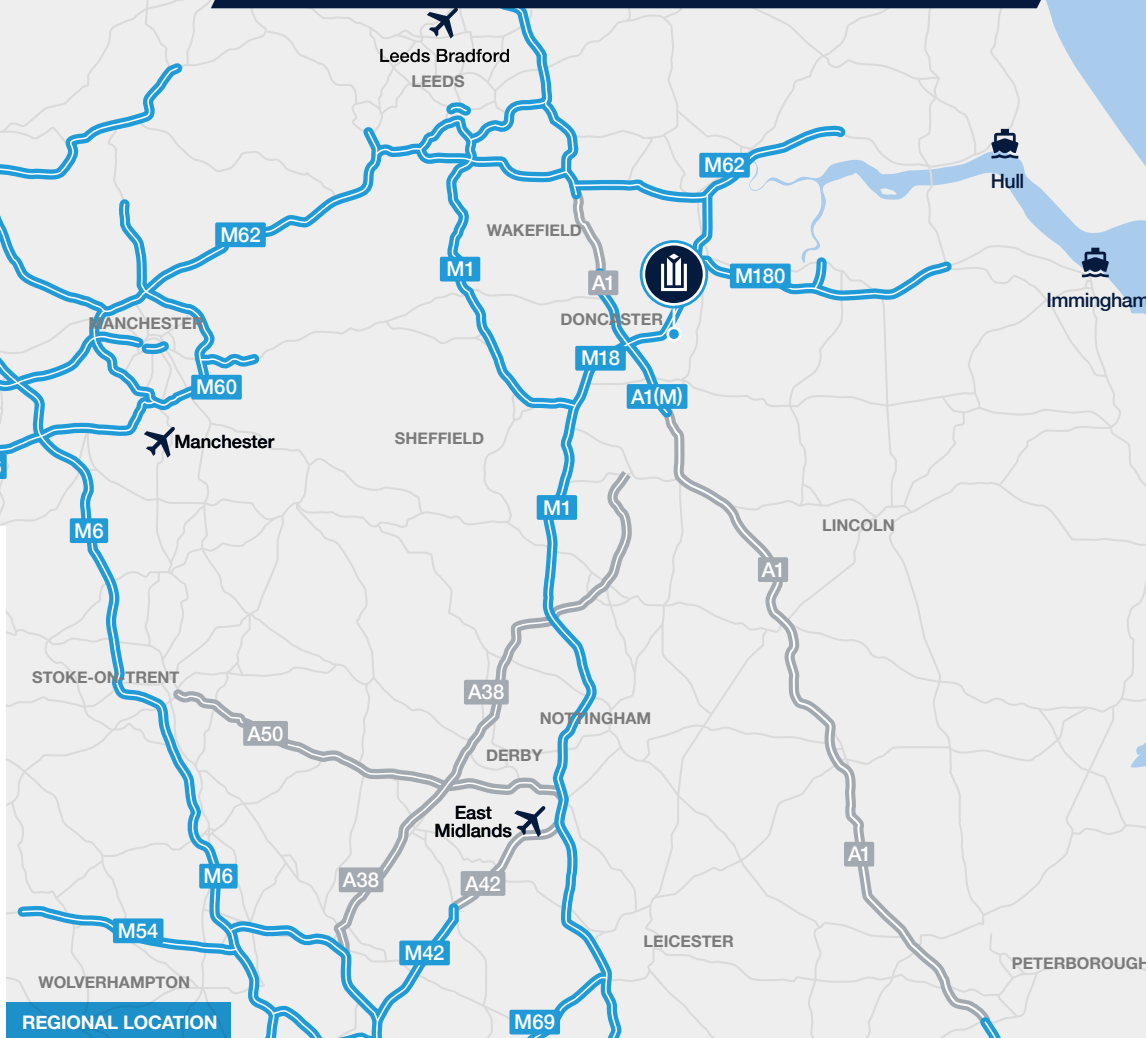 Leeds Bradford
LEEDS
M62
Hull
WAKEFIELD
M62
M1
A1
M180
Immingham
MANCHESTER
DONCASTER
M18
M60
A1(M)
SHEFFIELD
Manchester
M1
LINCOLN
M6
A1
STOKE-ON-TRENT
A38
NOTTINGHAM
A50
DERBY
East
Midlands
A1
M6
A38
A42
M54
LEICESTER
M42
PETERBOROUGH
WOLVERHAMPTON
REGIONAL LOCATION
M69